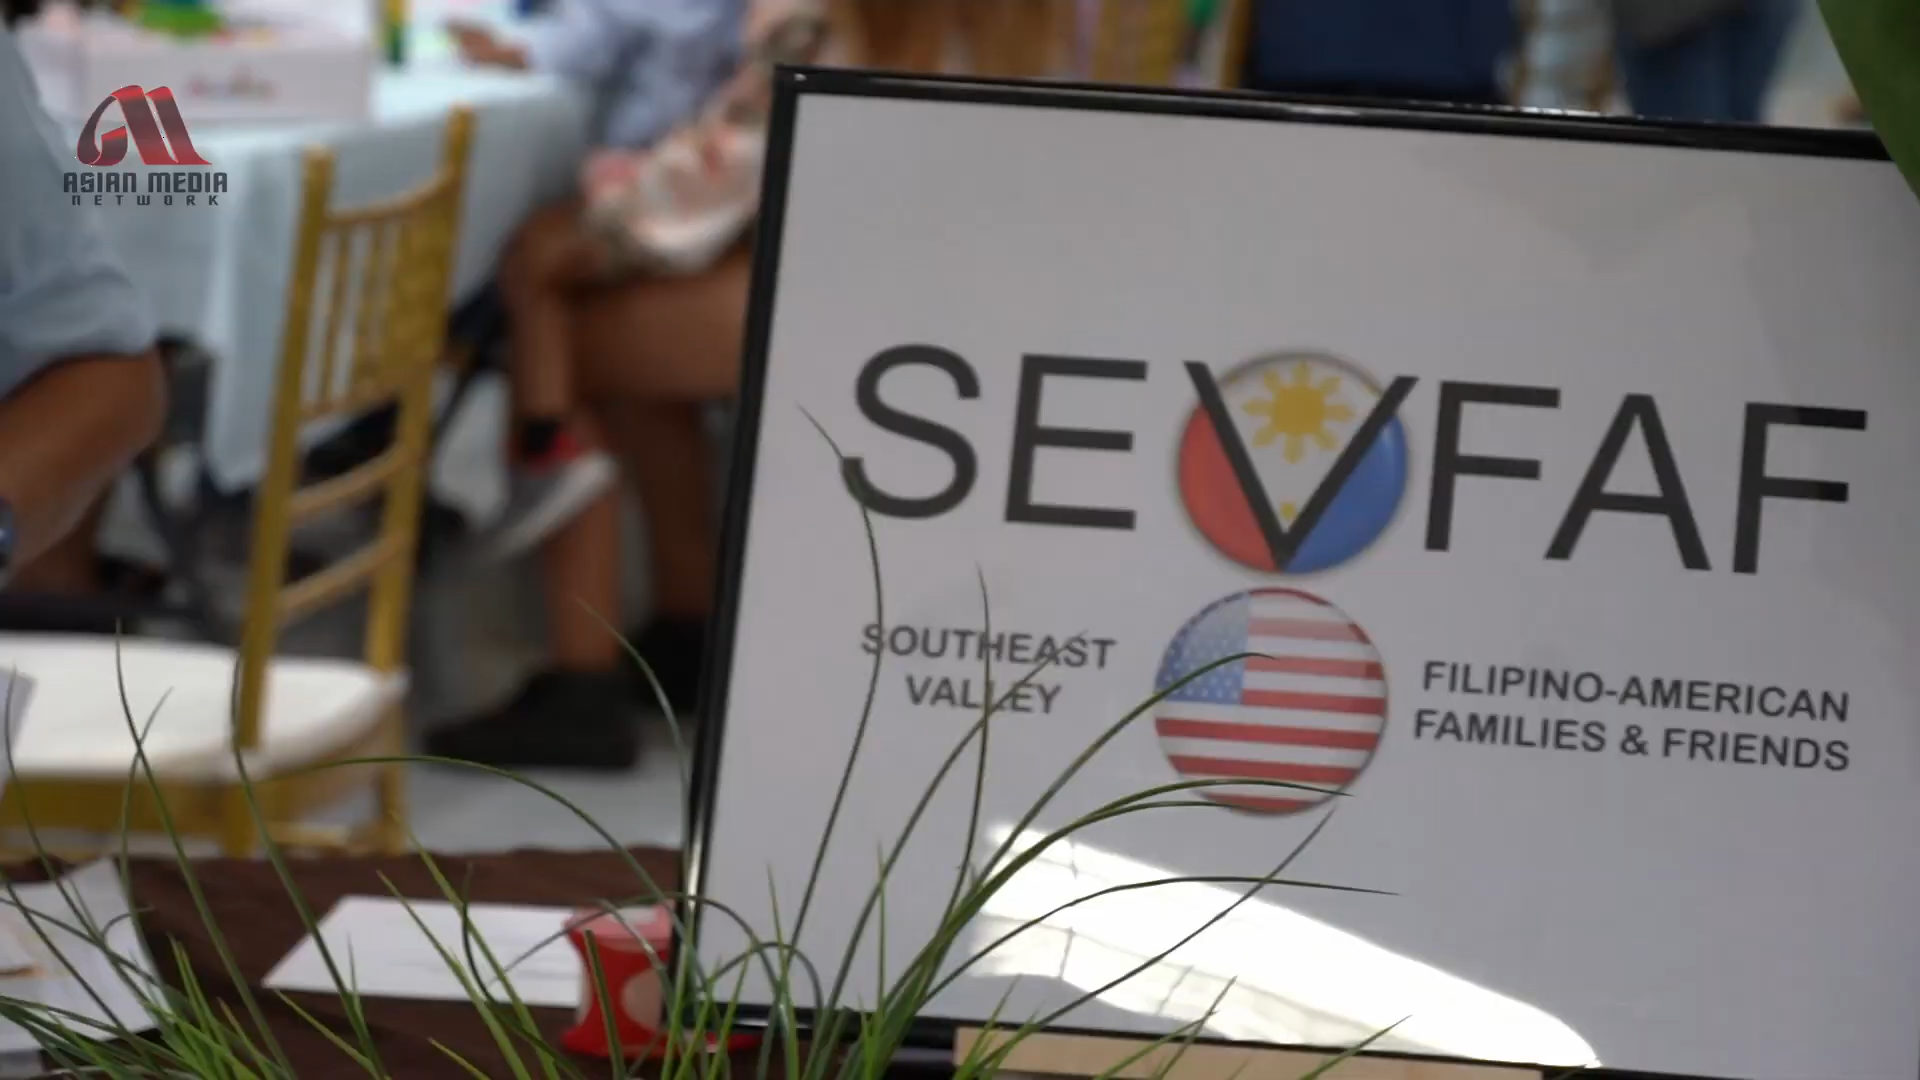 ASIAN MEDIA
NETWORK
SEVFAF
SOUTHEAST
VALLEY
FILIPINO-AMERICAN
FAMILIES & FRIENDS